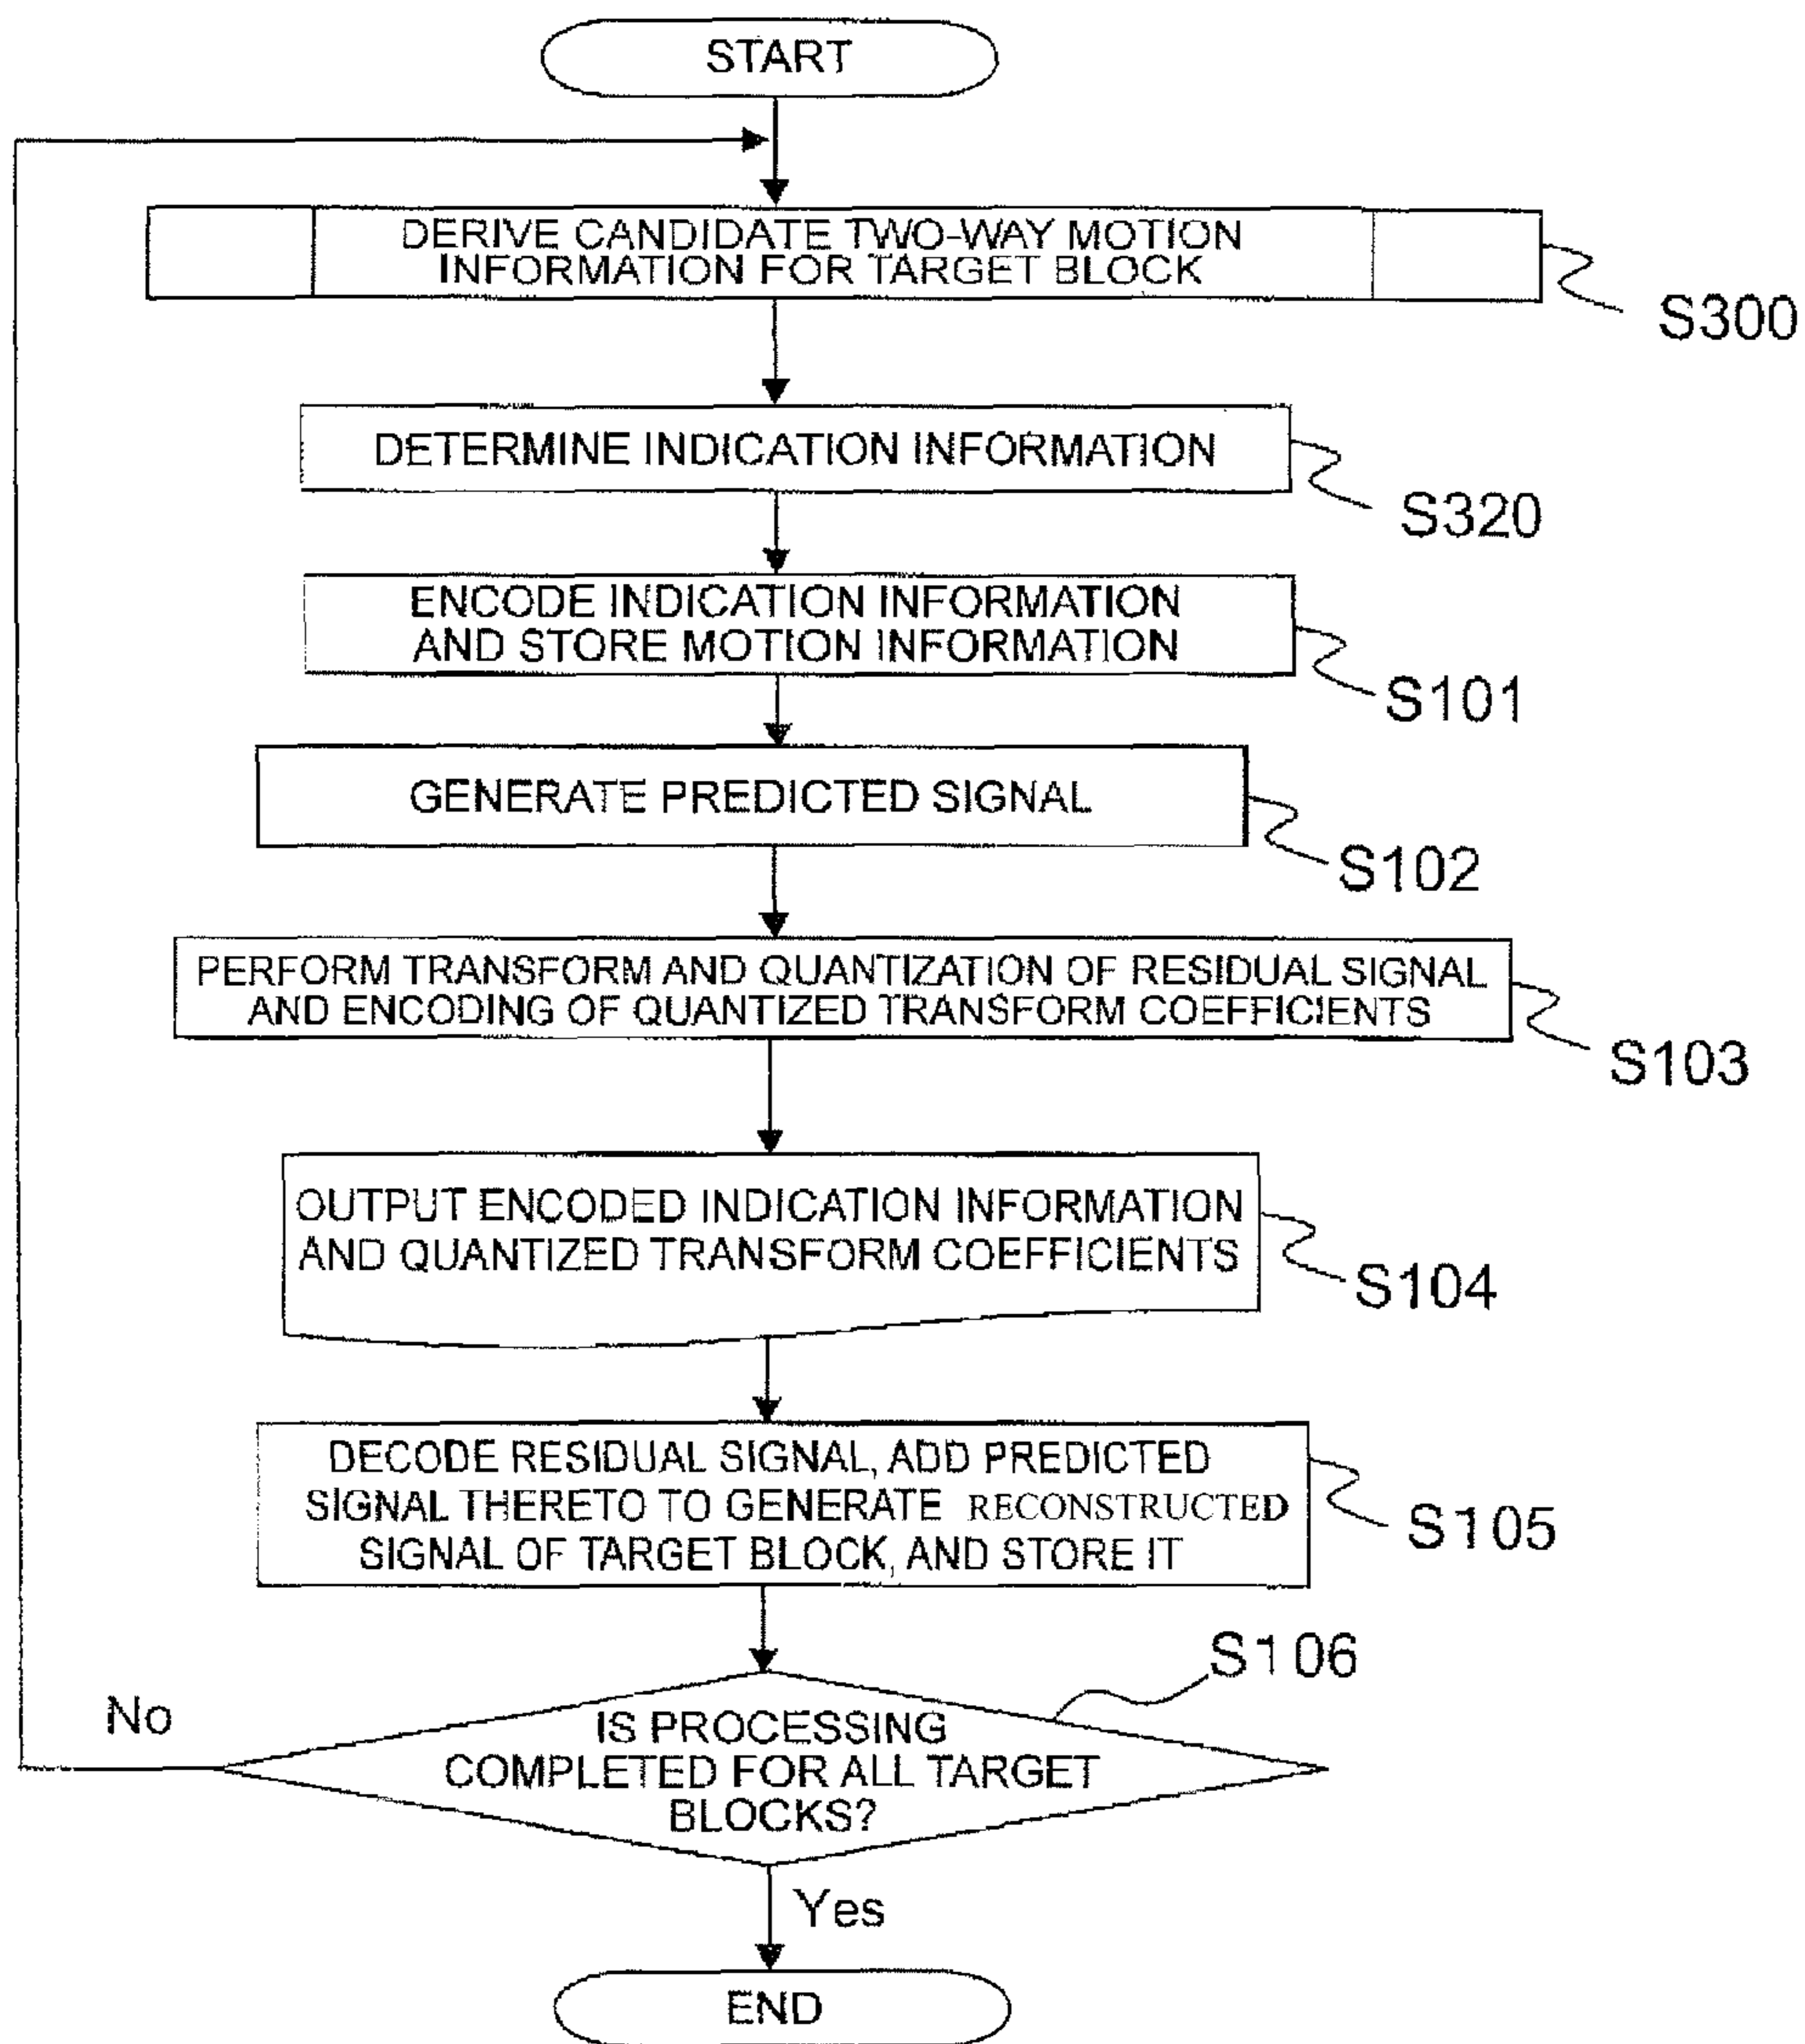 START
DERIVE CANDIDATE TWO-WAY MOTION
INFORMATION FOR TARGET BLOCK
S300
DETERMINE INDICATION INFORMATION
S320
ENCODE INDICATION INFORMATION
AND STORE MOTION INFORMATION
S101
GENERATE PREDICTED SIGNAL
S102
PERFORM TRANSFORM AND QUANTIZATION OF RESIDUAL SIGNAL
AND ENCODING OF QUANTIZED TRANSFORM COEFFICIENTS
S103
OUTPUT ENCODED INDICATION INFORMATION
AND QUANTIZED TRANSFORM COEFFICIENTS
S104
DECODE RESIDUAL SIGNAL, ADD PREDICTED
SIGNAL THERETO TO GENERATE RECONSTRUCTED
SIGNAL OF TARGET BLOCK, AND STORE IT
S105
S106
No
IS PROCESSING
COMPLETED FOR ALL TARGET
BLOCKS?
Yes
END